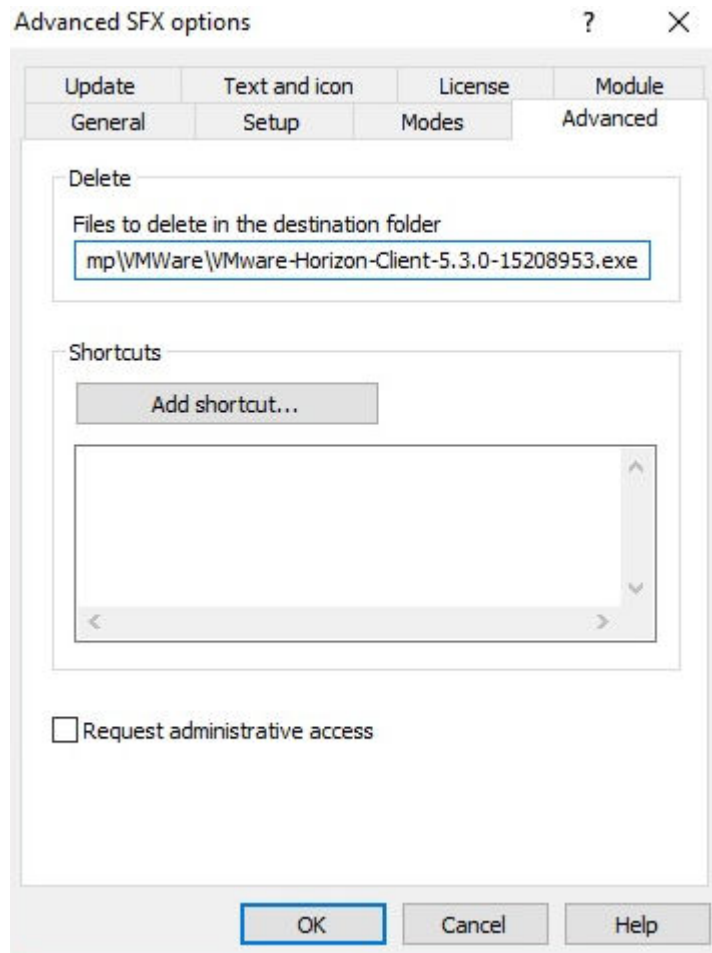 Advanced SFX options
?
Update Text and icon License Module
General Setup Modes Advanced
Delete
Files to delete in the destination folder
mp\VMWare\VMware-Horizon-Client-5.3.0-15208953.exe
Shortcuts
Add shortcut...
Request administrative access
OK Cancel Help